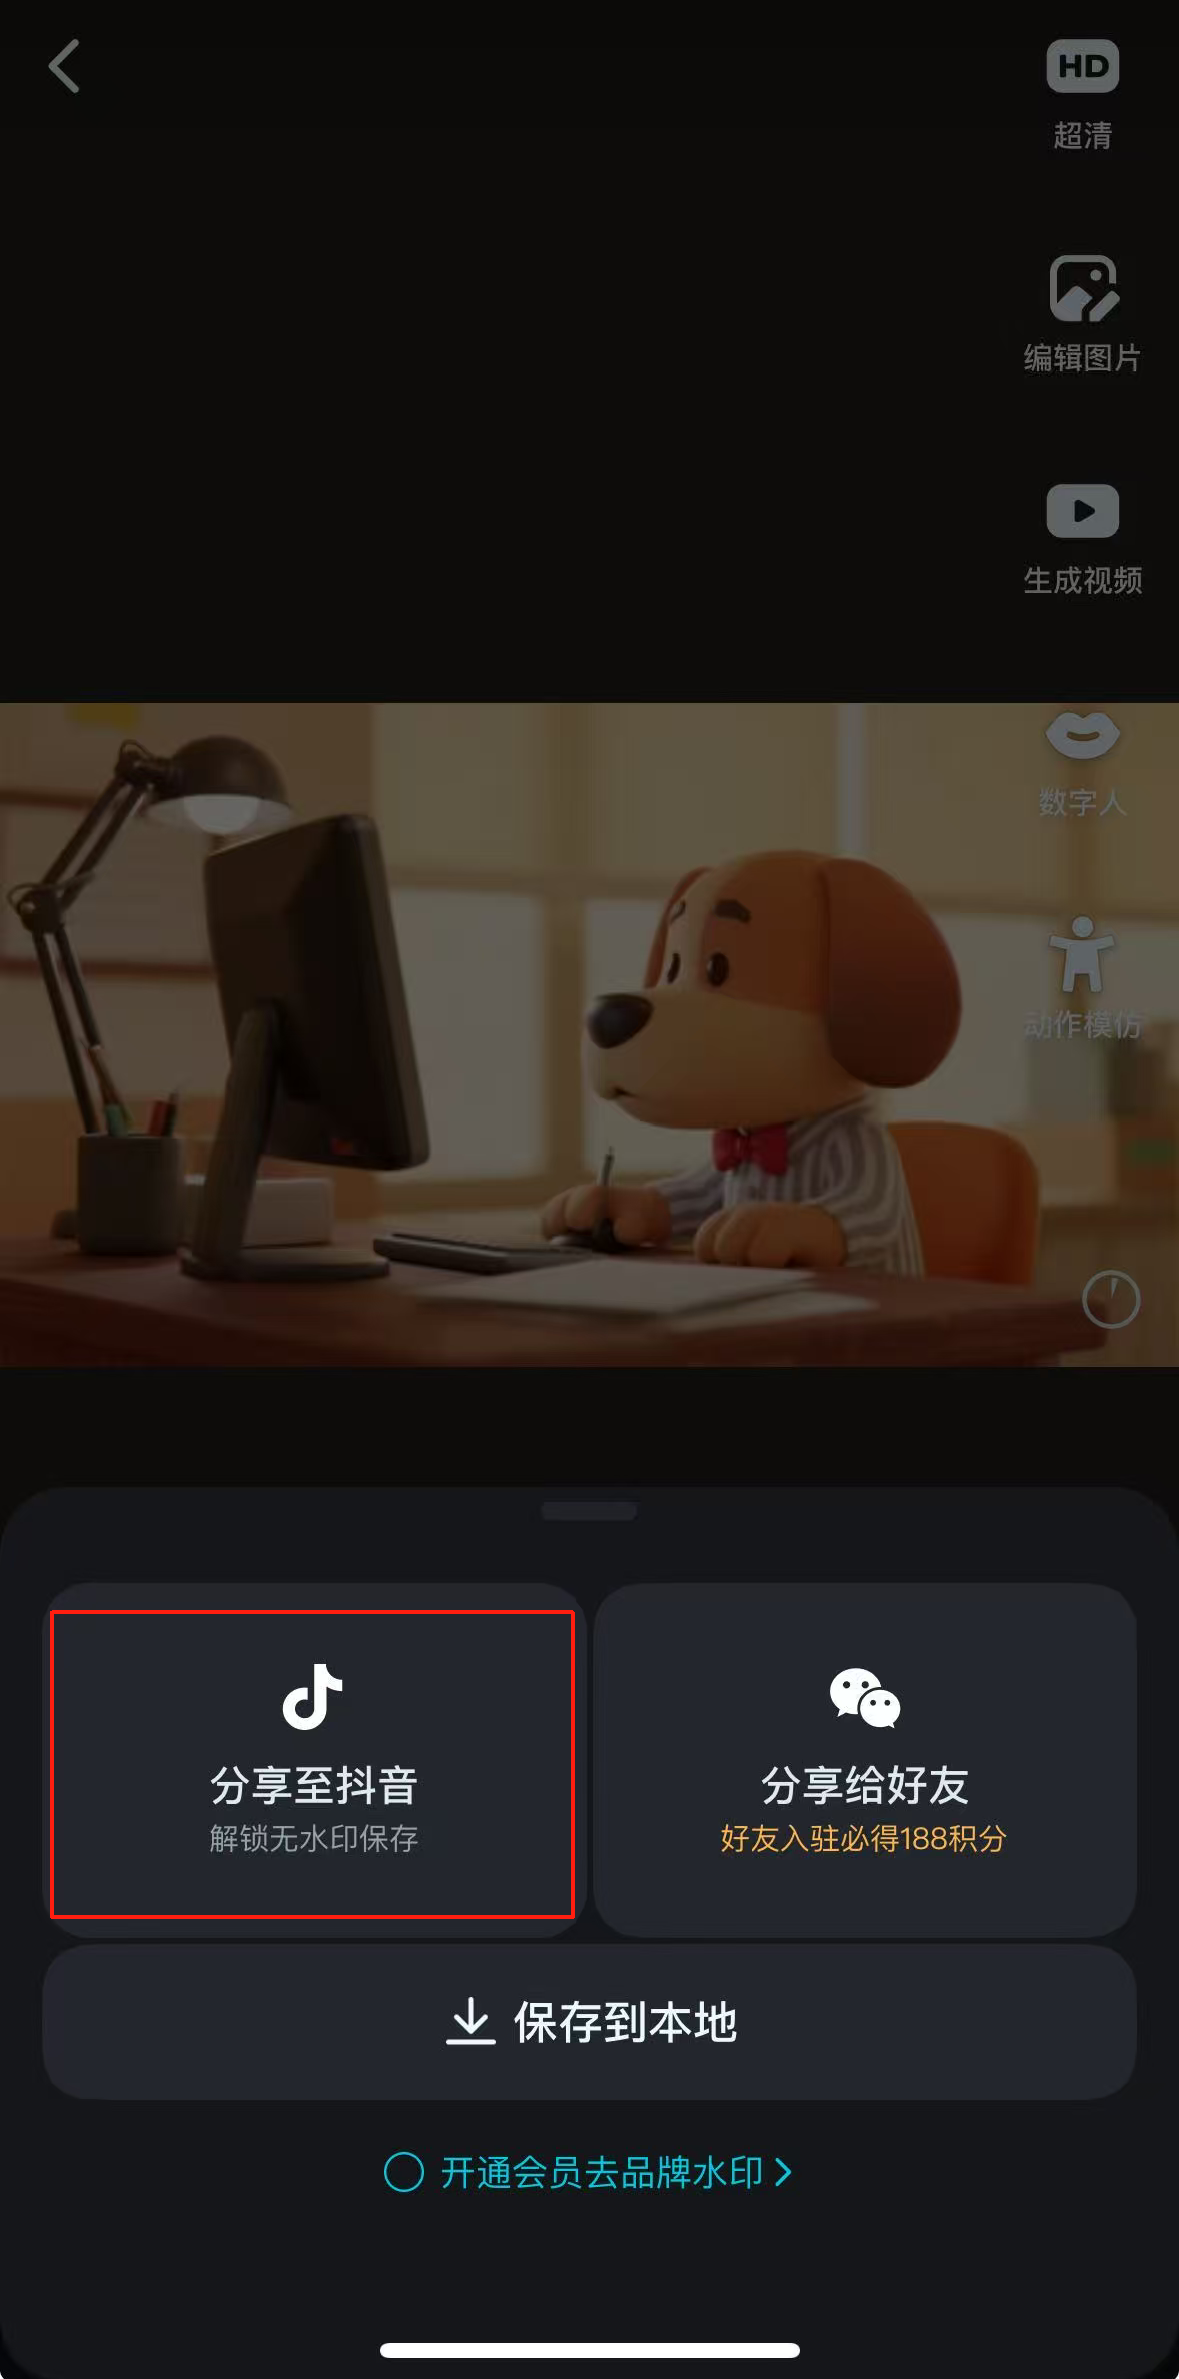 HD
超清
编辑图片
生成视频
数字人
动作模仿
分享至抖音
解锁无水印保存
分享给好友
好友入驻必得188积分
保存到本地
开通会员去品牌水印